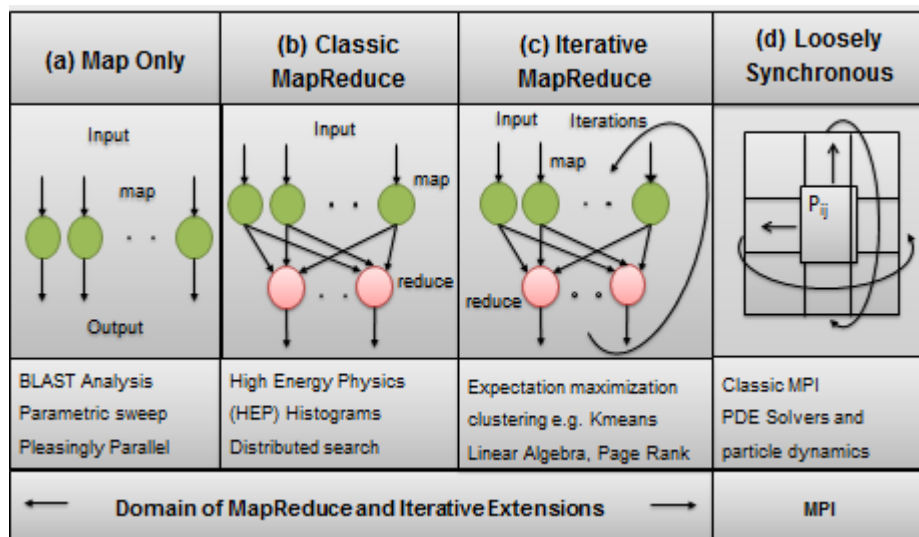 (a) Map Only
(b) Classic
MapReduce
(c) Iterative
MapReduce
(d) Loosely
Synchronous
Input
map
Output
Input
map
reduce
Input
Iterations
map
reduce
Pij
BLAST Analysis
Parametric sweep
Pleasingly Parallel
High Energy Physics
(HEP) Histograms
Distributed search
Expectation maximization
clustering e.g. Kmeans
Linear Algebra, Page Rank
Classic MPI
PDE Solvers and
particle dynamics
Domain of MapReduce and Iterative Extensions
MPI